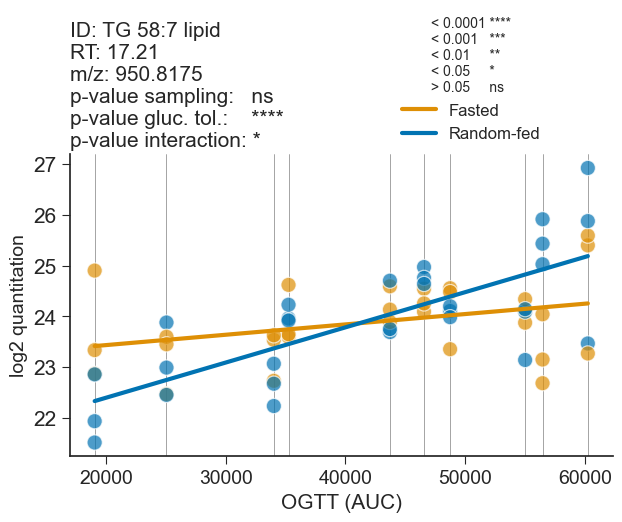 ID: TG 58:7 lipid
RT: 17.21
m/z: 950.8175
p-value sampling: ns
p-value gluc. tol.: ****
p-value interaction: *
< 0.0001 ****
< 0.001 ***
< 0.01 **
< 0.05 *
> 0.05 ns
Fasted
Random-fed
27
26
25
24
23
22
log2 quantitation
20000 30000 40000 50000 60000
OGTT (AUC)